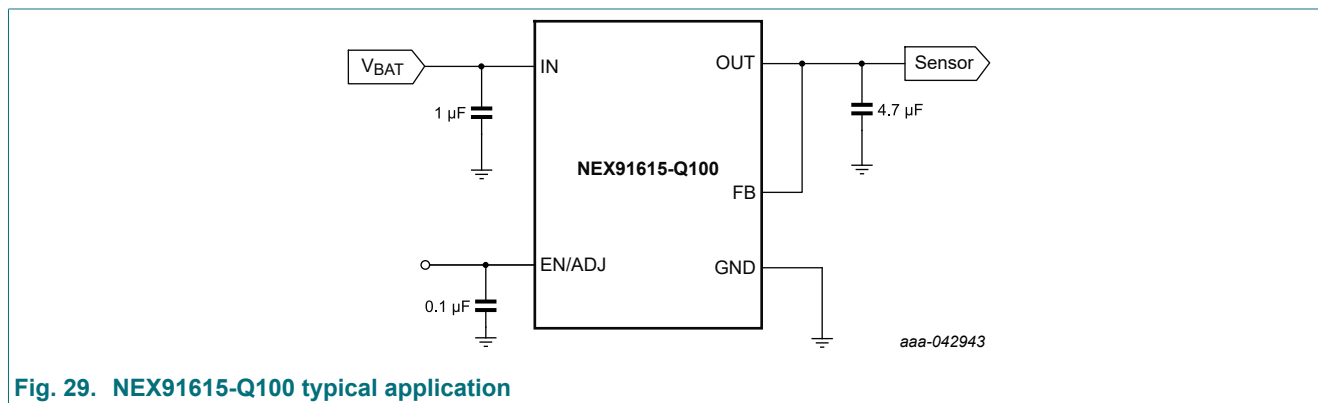 VBAT
IN
OUT
Sensor
1 µF
4.7 µF
NEX91615-Q100
FB
EN/ADJ
GND
0.1 µF
aaa-042943
Fig. 29. NEX91615-Q100 typical application